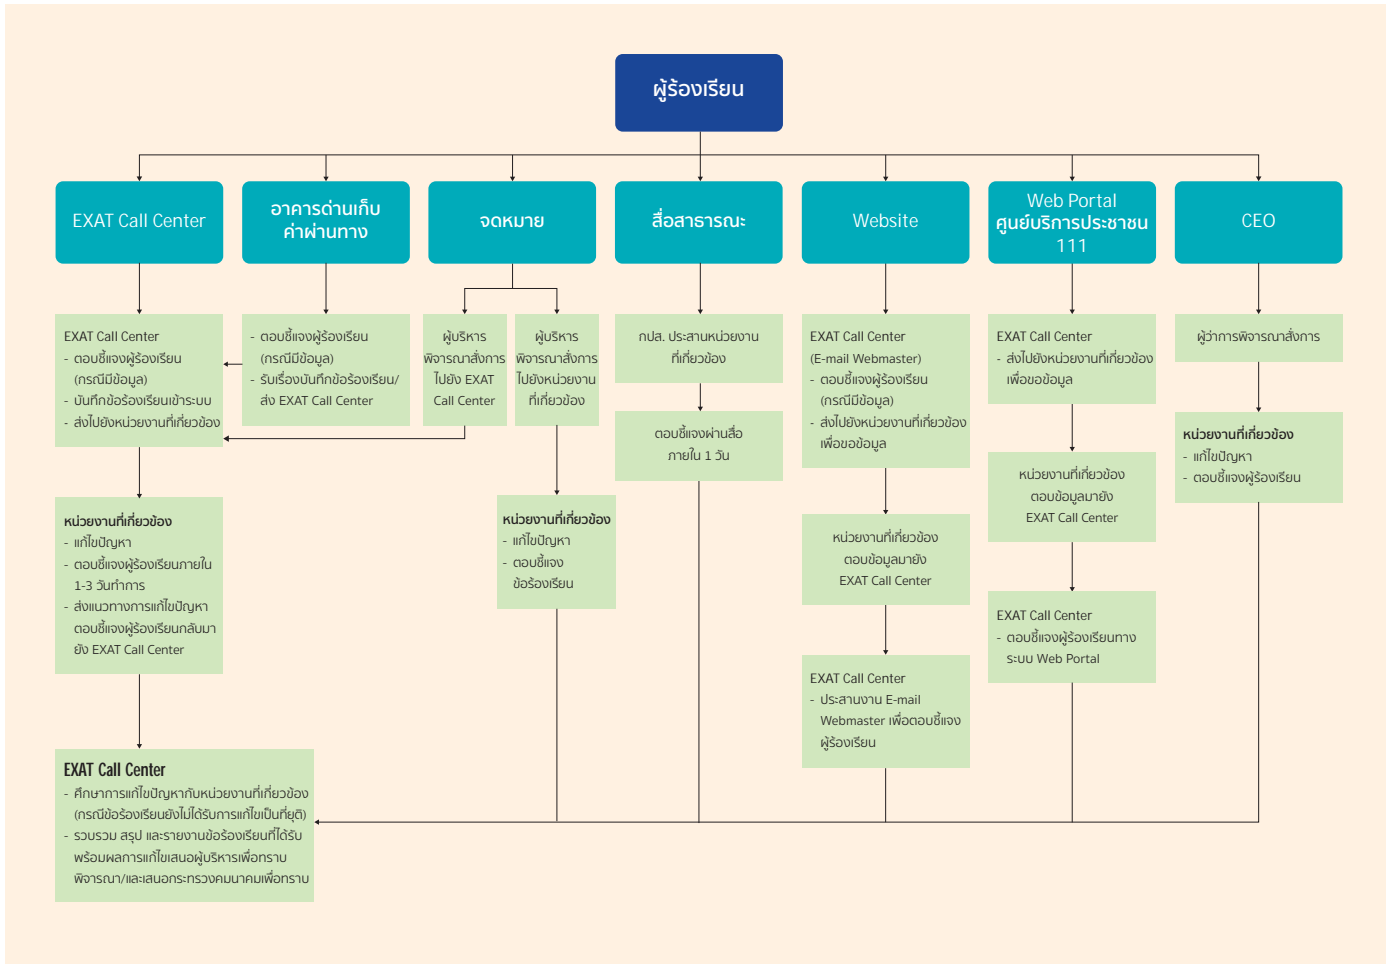 ผู้ร้องเรียน
EXAT Call Center
อาคารด่านเก็บ
ค่าผ่านทาง
จดหมาย
สื่อสาธารณะ
Website
Web Portal
ศูนย์บริการประชาชน
111
CEO
EXAT Call Center
- ตอบชี้แจงผู้ร้องเรียน
(กรณีมีข้อมูล)
- บันทึกข้อร้องเรียนเข้าระบบ
- ส่งไปยังหน่วยงานที่เกี่ยวข้อง
- ตอบชี้แจงผู้ร้องเรียน
(กรณีมีข้อมูล)
- รับเรื่องบันทึกข้อร้องเรียน/
ส่ง EXAT Call Center
ผู้บริหาร
พิจารณาสั่งการ
ไปยัง EXAT
Call Center
ผู้บริหาร
พิจารณาสั่งการ
ไปยังหน่วยงาน
ที่เกี่ยวข้อง
กปส. ประสานหน่วยงาน
ที่เกี่ยวข้อง
ตอบชี้แจงผ่านสื่อ
ภายใน 1 วัน
EXAT Call Center
(E-mail Webmaster)
- ตอบชี้แจงผู้ร้องเรียน
(กรณีมีข้อมูล)
- ส่งไปยังหน่วยงานที่เกี่ยวข้อง
เพื่อขอข้อมูล
EXAT Call Center
- ส่งไปยังหน่วยงานที่เกี่ยวข้อง
เพื่อขอข้อมูล
ผู้ว่าการพิจารณาสั่งการ
หน่วยงานที่เกี่ยวข้อง
- แก้ไขปัญหา
- ตอบชี้แจงผู้ร้องเรียน
หน่วยงานที่เกี่ยวข้อง
- แก้ไขปัญหา
- ตอบชี้แจงผู้ร้องเรียนภายใน
1-3 วันทำการ
- ส่งแนวทางการแก้ไขปัญหา
ตอบชี้แจงผู้ร้องเรียนกลับมา
ยัง EXAT Call Center
หน่วยงานที่เกี่ยวข้อง
- แก้ไขปัญหา
- ตอบชี้แจง
ข้อร้องเรียน
หน่วยงานที่เกี่ยวข้อง
ตอบข้อมูลมายัง
EXAT Call Center
หน่วยงานที่เกี่ยวข้อง
ตอบข้อมูลมายัง
EXAT Call Center
EXAT Call Center
- ประสานงาน E-mail
Webmaster เพื่อตอบชี้แจง
ผู้ร้องเรียน
EXAT Call Center
- ตอบชี้แจงผู้ร้องเรียนทาง
ระบบ Web Portal
EXAT Call Center
- ศึกษาการแก้ไขปัญหากับหน่วยงานที่เกี่ยวข้อง
(กรณีข้อร้องเรียนยังไม่ได้รับการแก้ไขเป็นที่ยุติ)
- รวบรวม สรุป และรายงานข้อร้องเรียนที่ได้รับ
พร้อมผลการแก้ไขเสนอผู้บริหารเพื่อทราบ
พิจารณา/และเสนอกระทรวงคมนาคมเพื่อทราบ